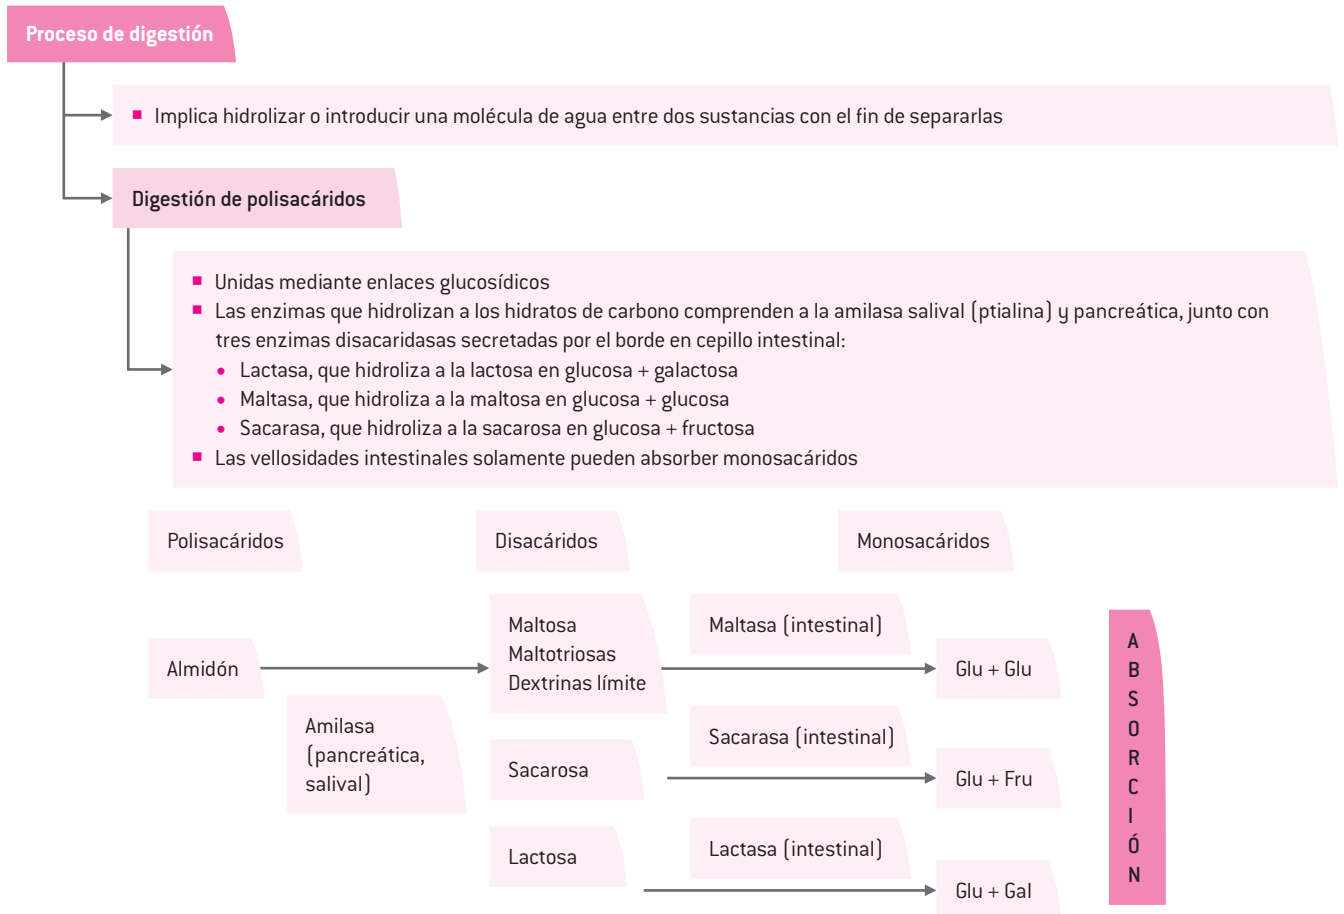 Proceso de digestión
▪ Implica hidrolizar o introducir una molécula de agua entre dos sustancias con el fin de separarlas
Digestión de polisacáridos
▪ Unidas mediante enlaces glucosídicos
▪ Las enzimas que hidrolizan a los hidratos de carbono comprenden a la amilasa salival (ptialina) y pancreática, junto con
tres enzimas disacaridasas secretadas por el borde en cepillo intestinal:
• Lactasa, que hidroliza a la lactosa en glucosa + galactosa
• Maltasa, que hidroliza a la maltosa en glucosa + glucosa
• Sacarasa, que hidroliza a la sacarosa en glucosa + fructosa
▪ Las vellosidades intestinales solamente pueden absorber monosacáridos
Polisacáridos
Disacáridos
Monosacáridos
Almidón
Amilasa
(pancreática,
salival)
Maltosa
Maltotriosas
Dextrinas límite
Maltasa (intestinal)
Glu + Glu
Sacarosa
Sacarasa (intestinal)
Glu + Fru
Lactosa
Lactasa (intestinal)
Glu + Gal
A
B
S
O
R
C
I
Ó
N